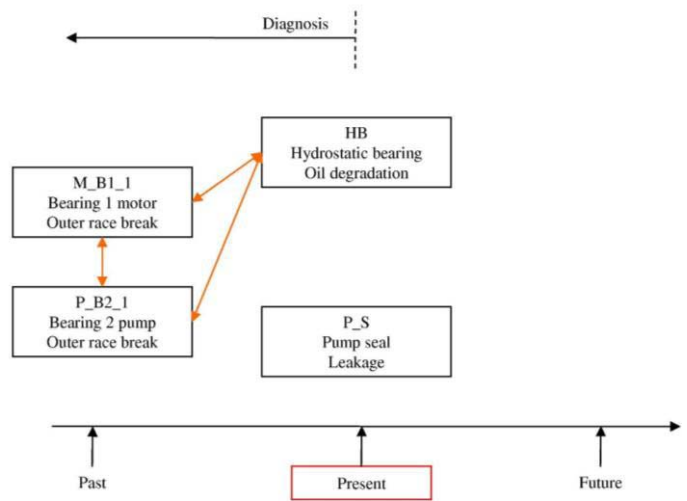 Diagnosis
HB
Hydrostatic bearing
Oil degradation
M_B1_1
Bearing 1 motor
Outer race break
P_B2_1
Bearing 2 pump
Outer race break
P_S
Pump seal
Leakage
Past
Present
Future